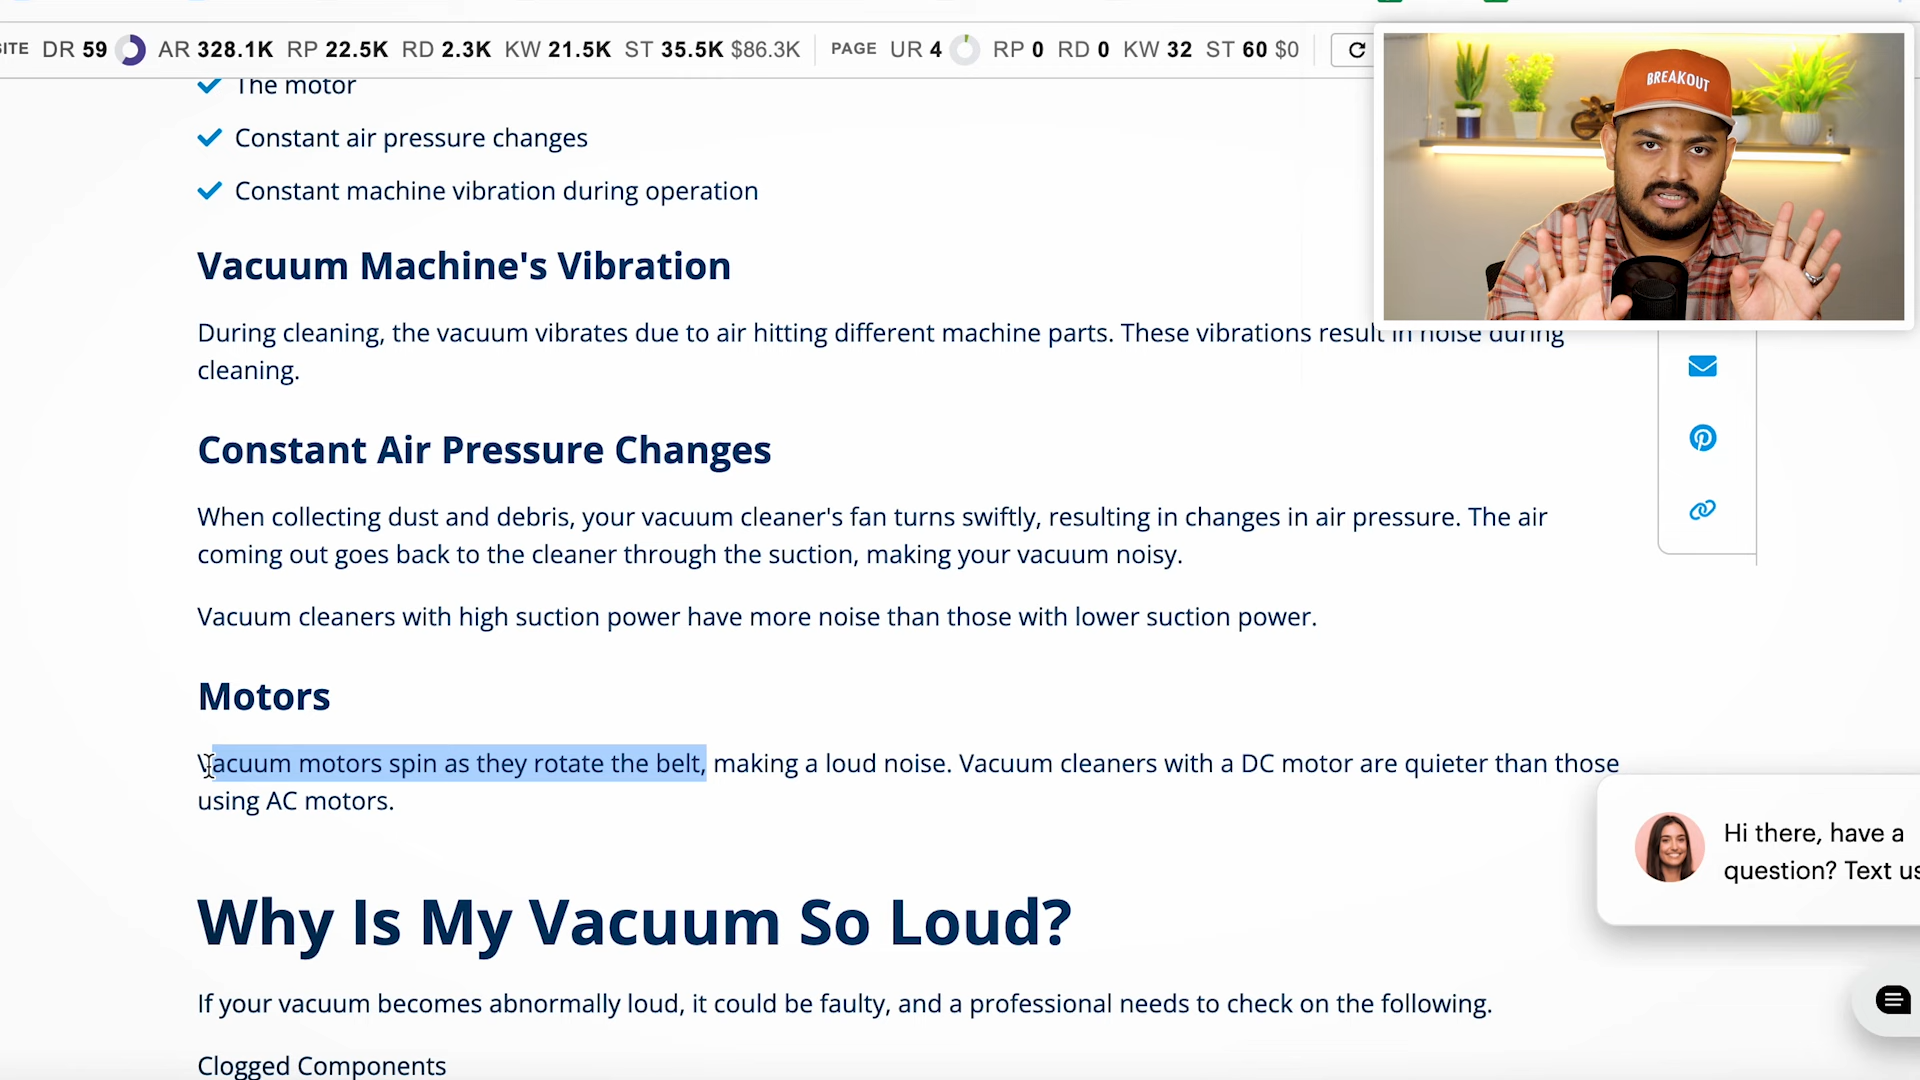 SITE DR 59 AR 328.1K RP 22.5K RD 2.3K KW 21.5K ST 35.5K $86.3K PAGE UR 4 RP 0 RD 0 KW 32 ST 60 $0
BREAKOUT
The motor
Constant air pressure changes
Constant machine vibration during operation
Vacuum Machine's Vibration
During cleaning, the vacuum vibrates due to air hitting different machine parts. These vibrations result in noise during
cleaning.
Constant Air Pressure Changes
When collecting dust and debris, your vacuum cleaner's fan turns swiftly, resulting in changes in air pressure. The air
coming out goes back to the cleaner through the suction, making your vacuum noisy.
Vacuum cleaners with high suction power have more noise than those with lower suction power.
Motors
Vacuum motors spin as they rotate the belt, making a loud noise. Vacuum cleaners with a DC motor are quieter than those
using AC motors.
Hi there, have a
question? Text us
Why Is My Vacuum So Loud?
If your vacuum becomes abnormally loud, it could be faulty, and a professional needs to check on the following.
Clogged Components